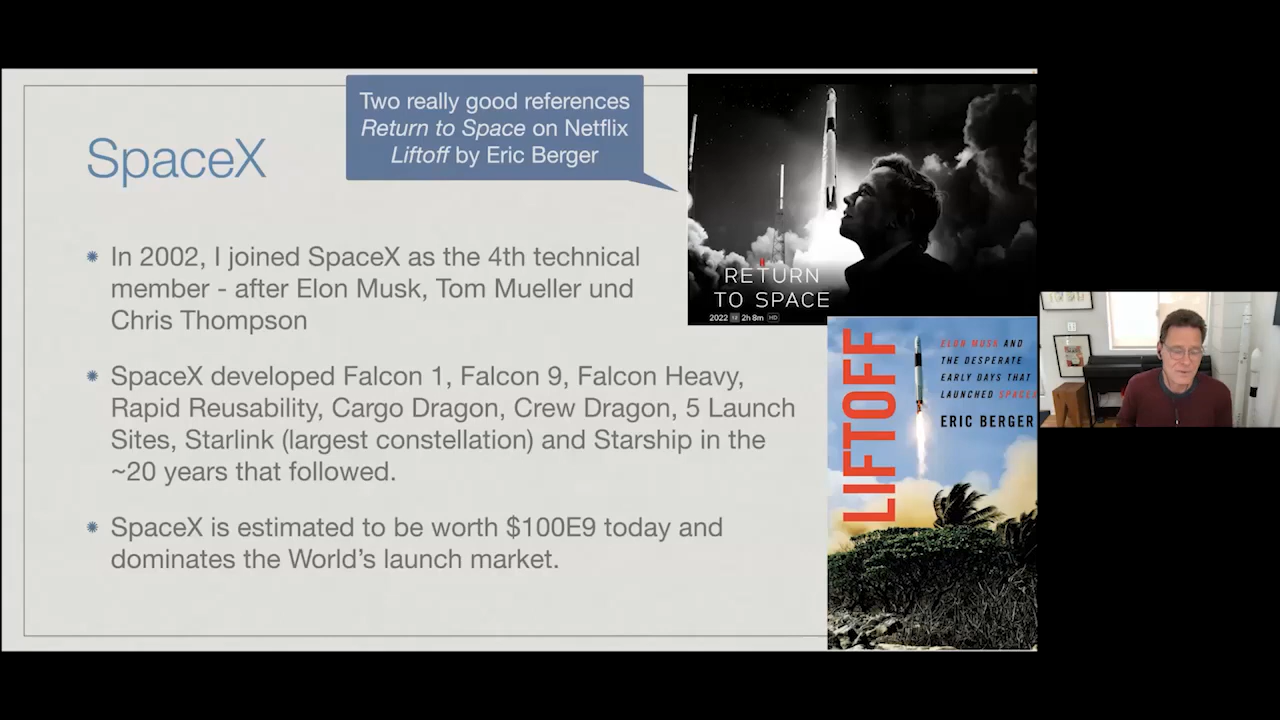 Two really good references
Return to Space on Netflix
Liftoff by Eric Berger
SpaceX
In 2002, I joined SpaceX as the 4th technical
member - after Elon Musk, Tom Mueller und
Chris Thompson
SpaceX developed Falcon 1, Falcon 9, Falcon Heavy,
Rapid Reusability, Cargo Dragon, Crew Dragon, 5 Launch
Sites, Starlink (largest constellation) and Starship in the
~20 years that followed.
SpaceX is estimated to be worth $100E9 today and
dominates the World's launch market.
RETURN
TO SPACE
2022 2h 8m HD
LIFTOFF
ELON MUSK AND
THE DESPERATE
EARLY DAYS THAT
LAUNCHED SPACEX
ERIC BERGER